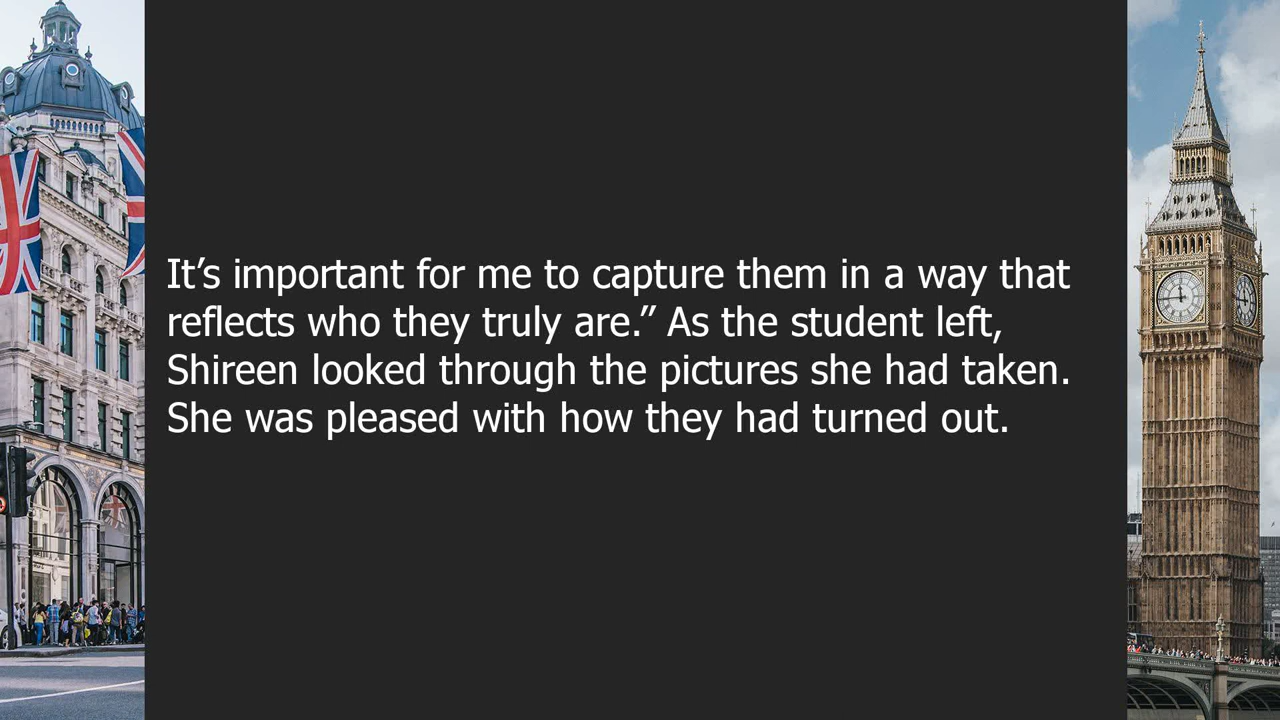 It’s important for me to capture them in a way that
reflects who they truly are.” As the student left,
Shireen looked through the pictures she had taken.
She was pleased with how they had turned out.